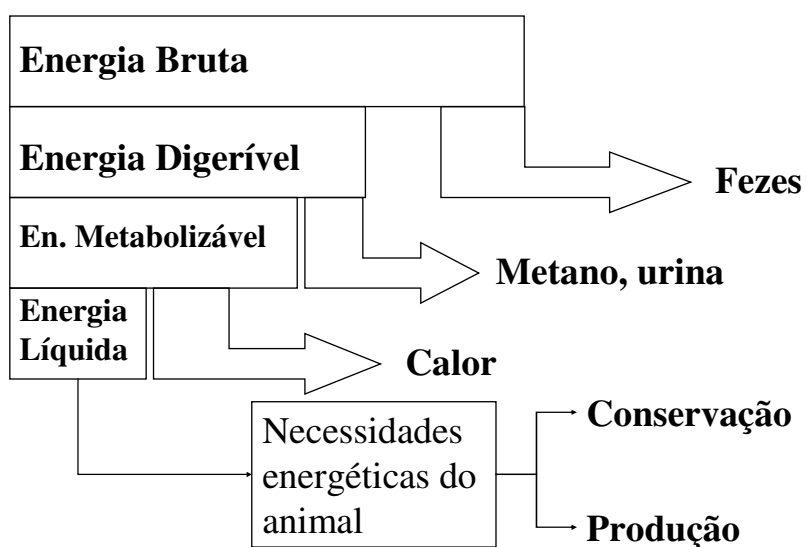 Energia Bruta
Energia Digerível
Fezes
En. Metabolizável
Metano, urina
Energia
Líquida
Calor
Necessidades
energéticas do
animal
Conservação
Produção